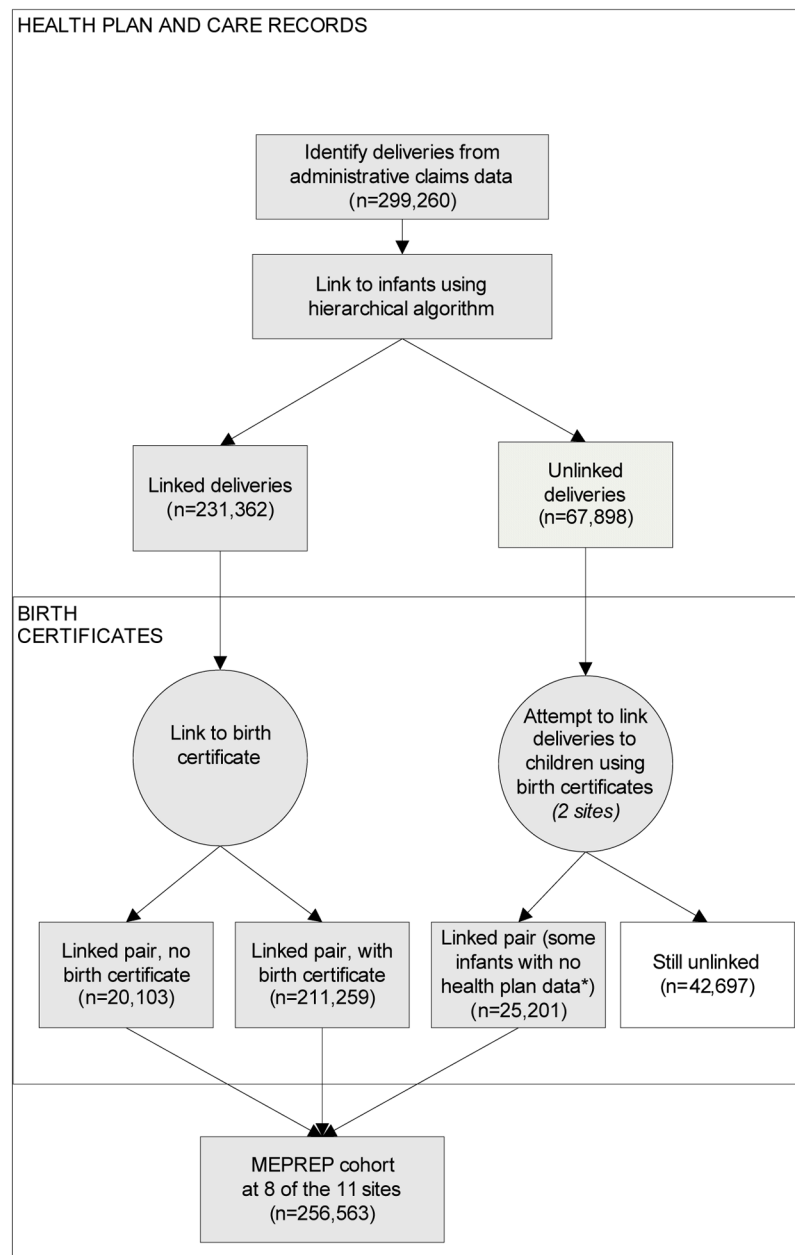 HEALTH PLAN AND CARE RECORDS
Identify deliveries from
administrative claims data
(n=299,260)
Link to infants using
hierarchical algorithm
Linked deliveries
(n=231,362)
Unlinked
deliveries
(n=67,898)
BIRTH
CERTIFICATES
Link to birth
certificate
Attempt to link
deliveries to
children using
birth certificates
(2 sites)
Linked pair, no
birth certificate
(n=20,103)
Linked pair, with
birth certificate
(n=211,259)
Linked pair (some
infants with no
health plan data*)
(n=25,201)
Still unlinked
(n=42,697)
MEPREP cohort
at 8 of the 11 sites
(n=256,563)